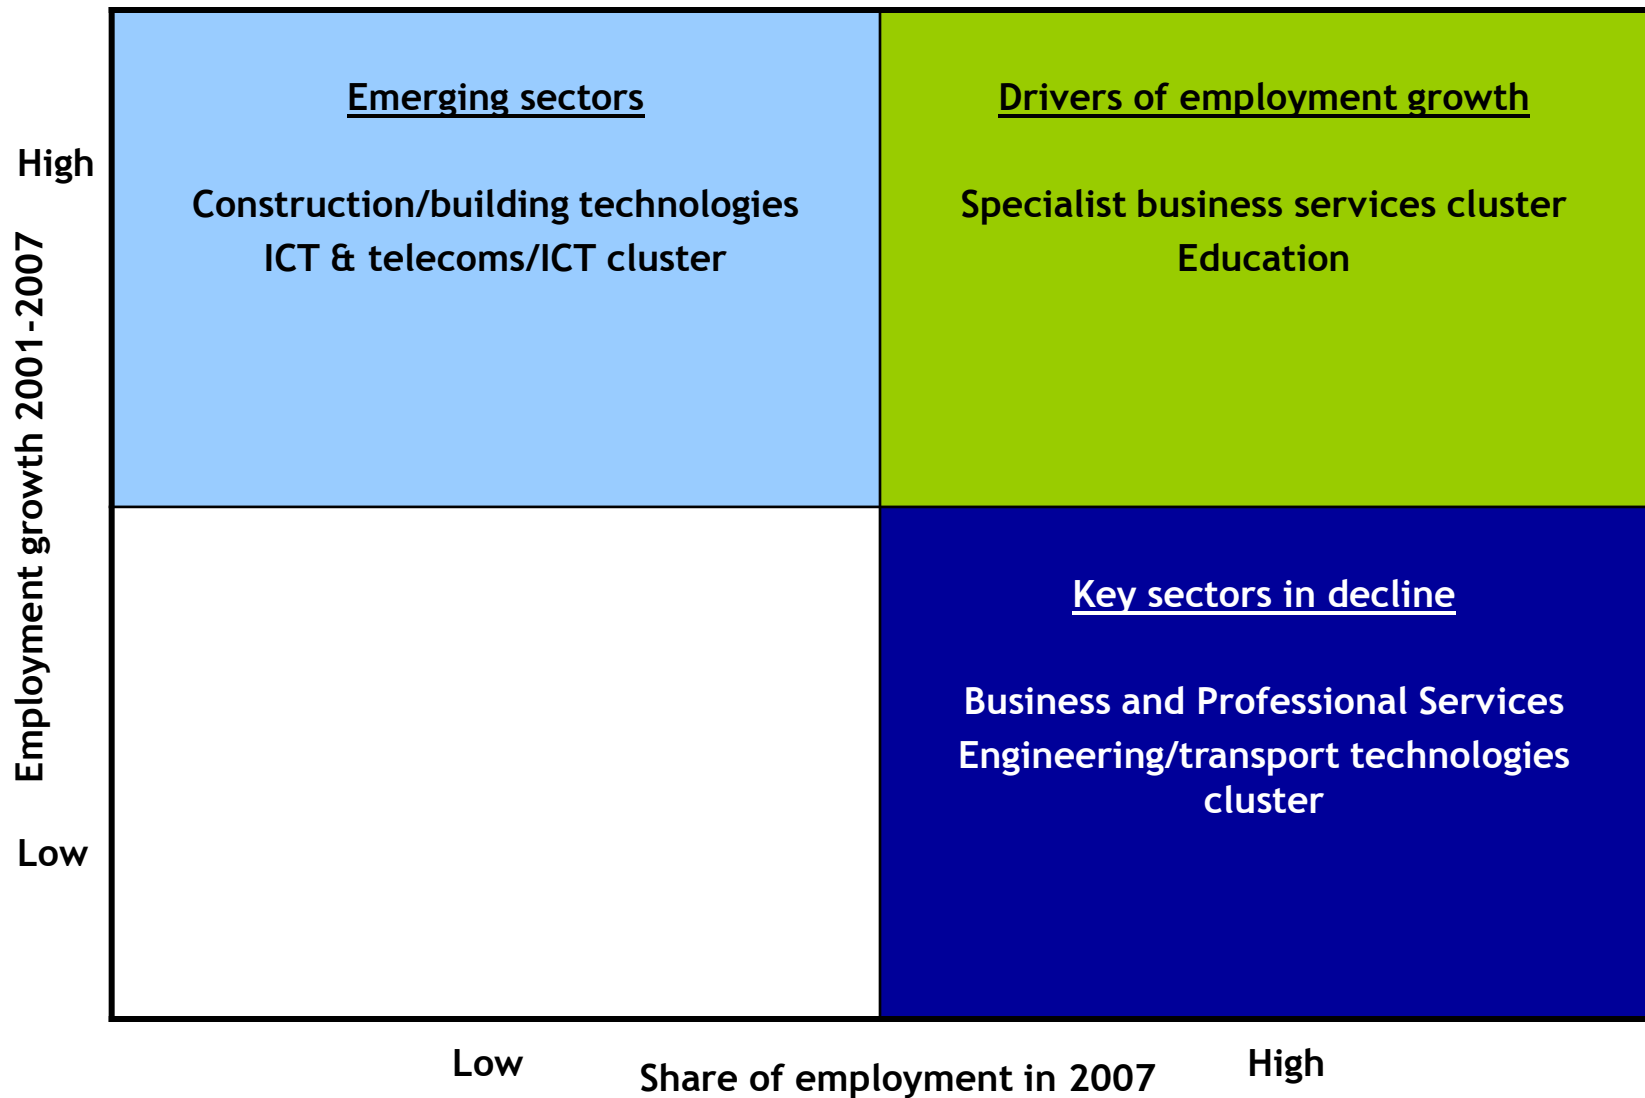 Emerging sectors
Construction/building technologies
ICT & telecoms/ICT cluster
Drivers of employment growth
Specialist business services cluster
Education
High
Employment growth 2001-2007
Low
Key sectors in decline
Business and Professional Services
Engineering/transport technologies
cluster
Low
Share of employment in 2007
High